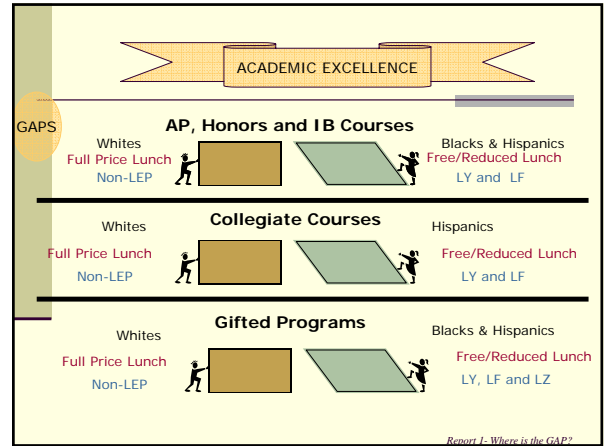 ACADEMIC EXCELLENCE
GAPS
AP, Honors and IB Courses
Whites
Full Price Lunch
Non-LEP
Blacks & Hispanics
Free/Reduced Lunch
LY and LF
Collegiate Courses
Whites
Full Price Lunch
Non-LEP
Hispanics
Free/Reduced Lunch
LY and LF
Gifted Programs
Whites
Full Price Lunch
Non-LEP
Blacks & Hispanics
Free/Reduced Lunch
LY, LF and LZ
Report 1- Where is the GAP?